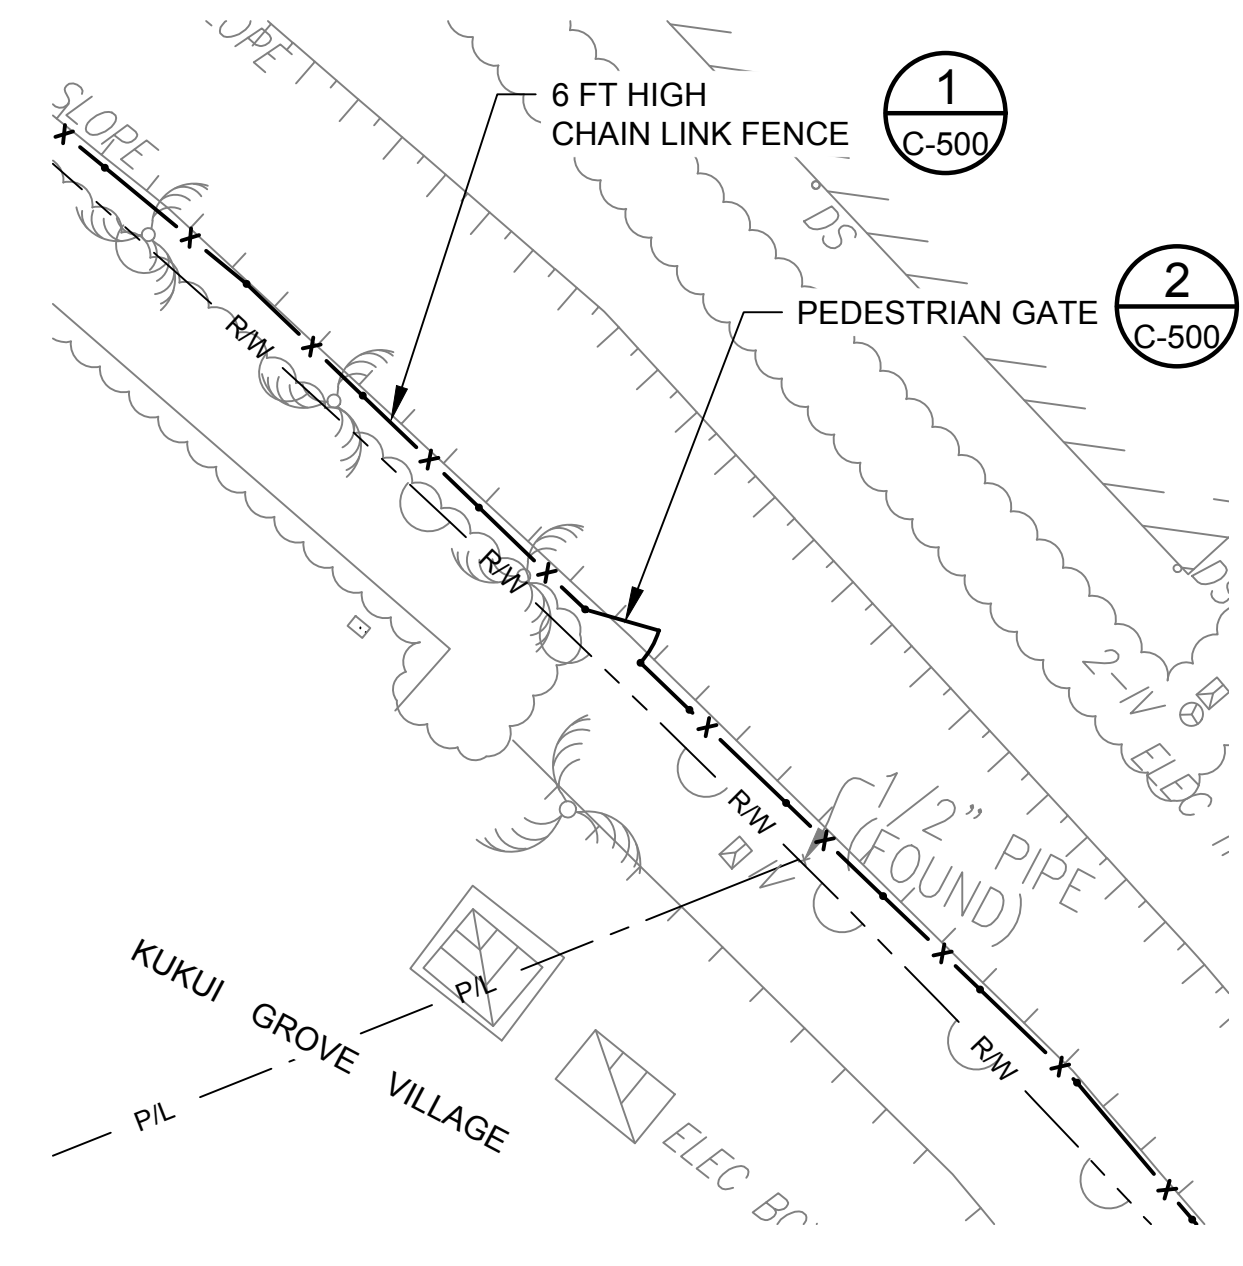 SLOPE
6 FT HIGH
CHAIN LINK FENCE
1
C-500
DS
PEDESTRIAN GATE
2
C-500
R/W
R/W
DS
2-IV
ELEC
R/W
1/2" PIPE
(FOUND)
P/L
KUKUI GROVE VILLAGE
R/W
P/L
ELEC